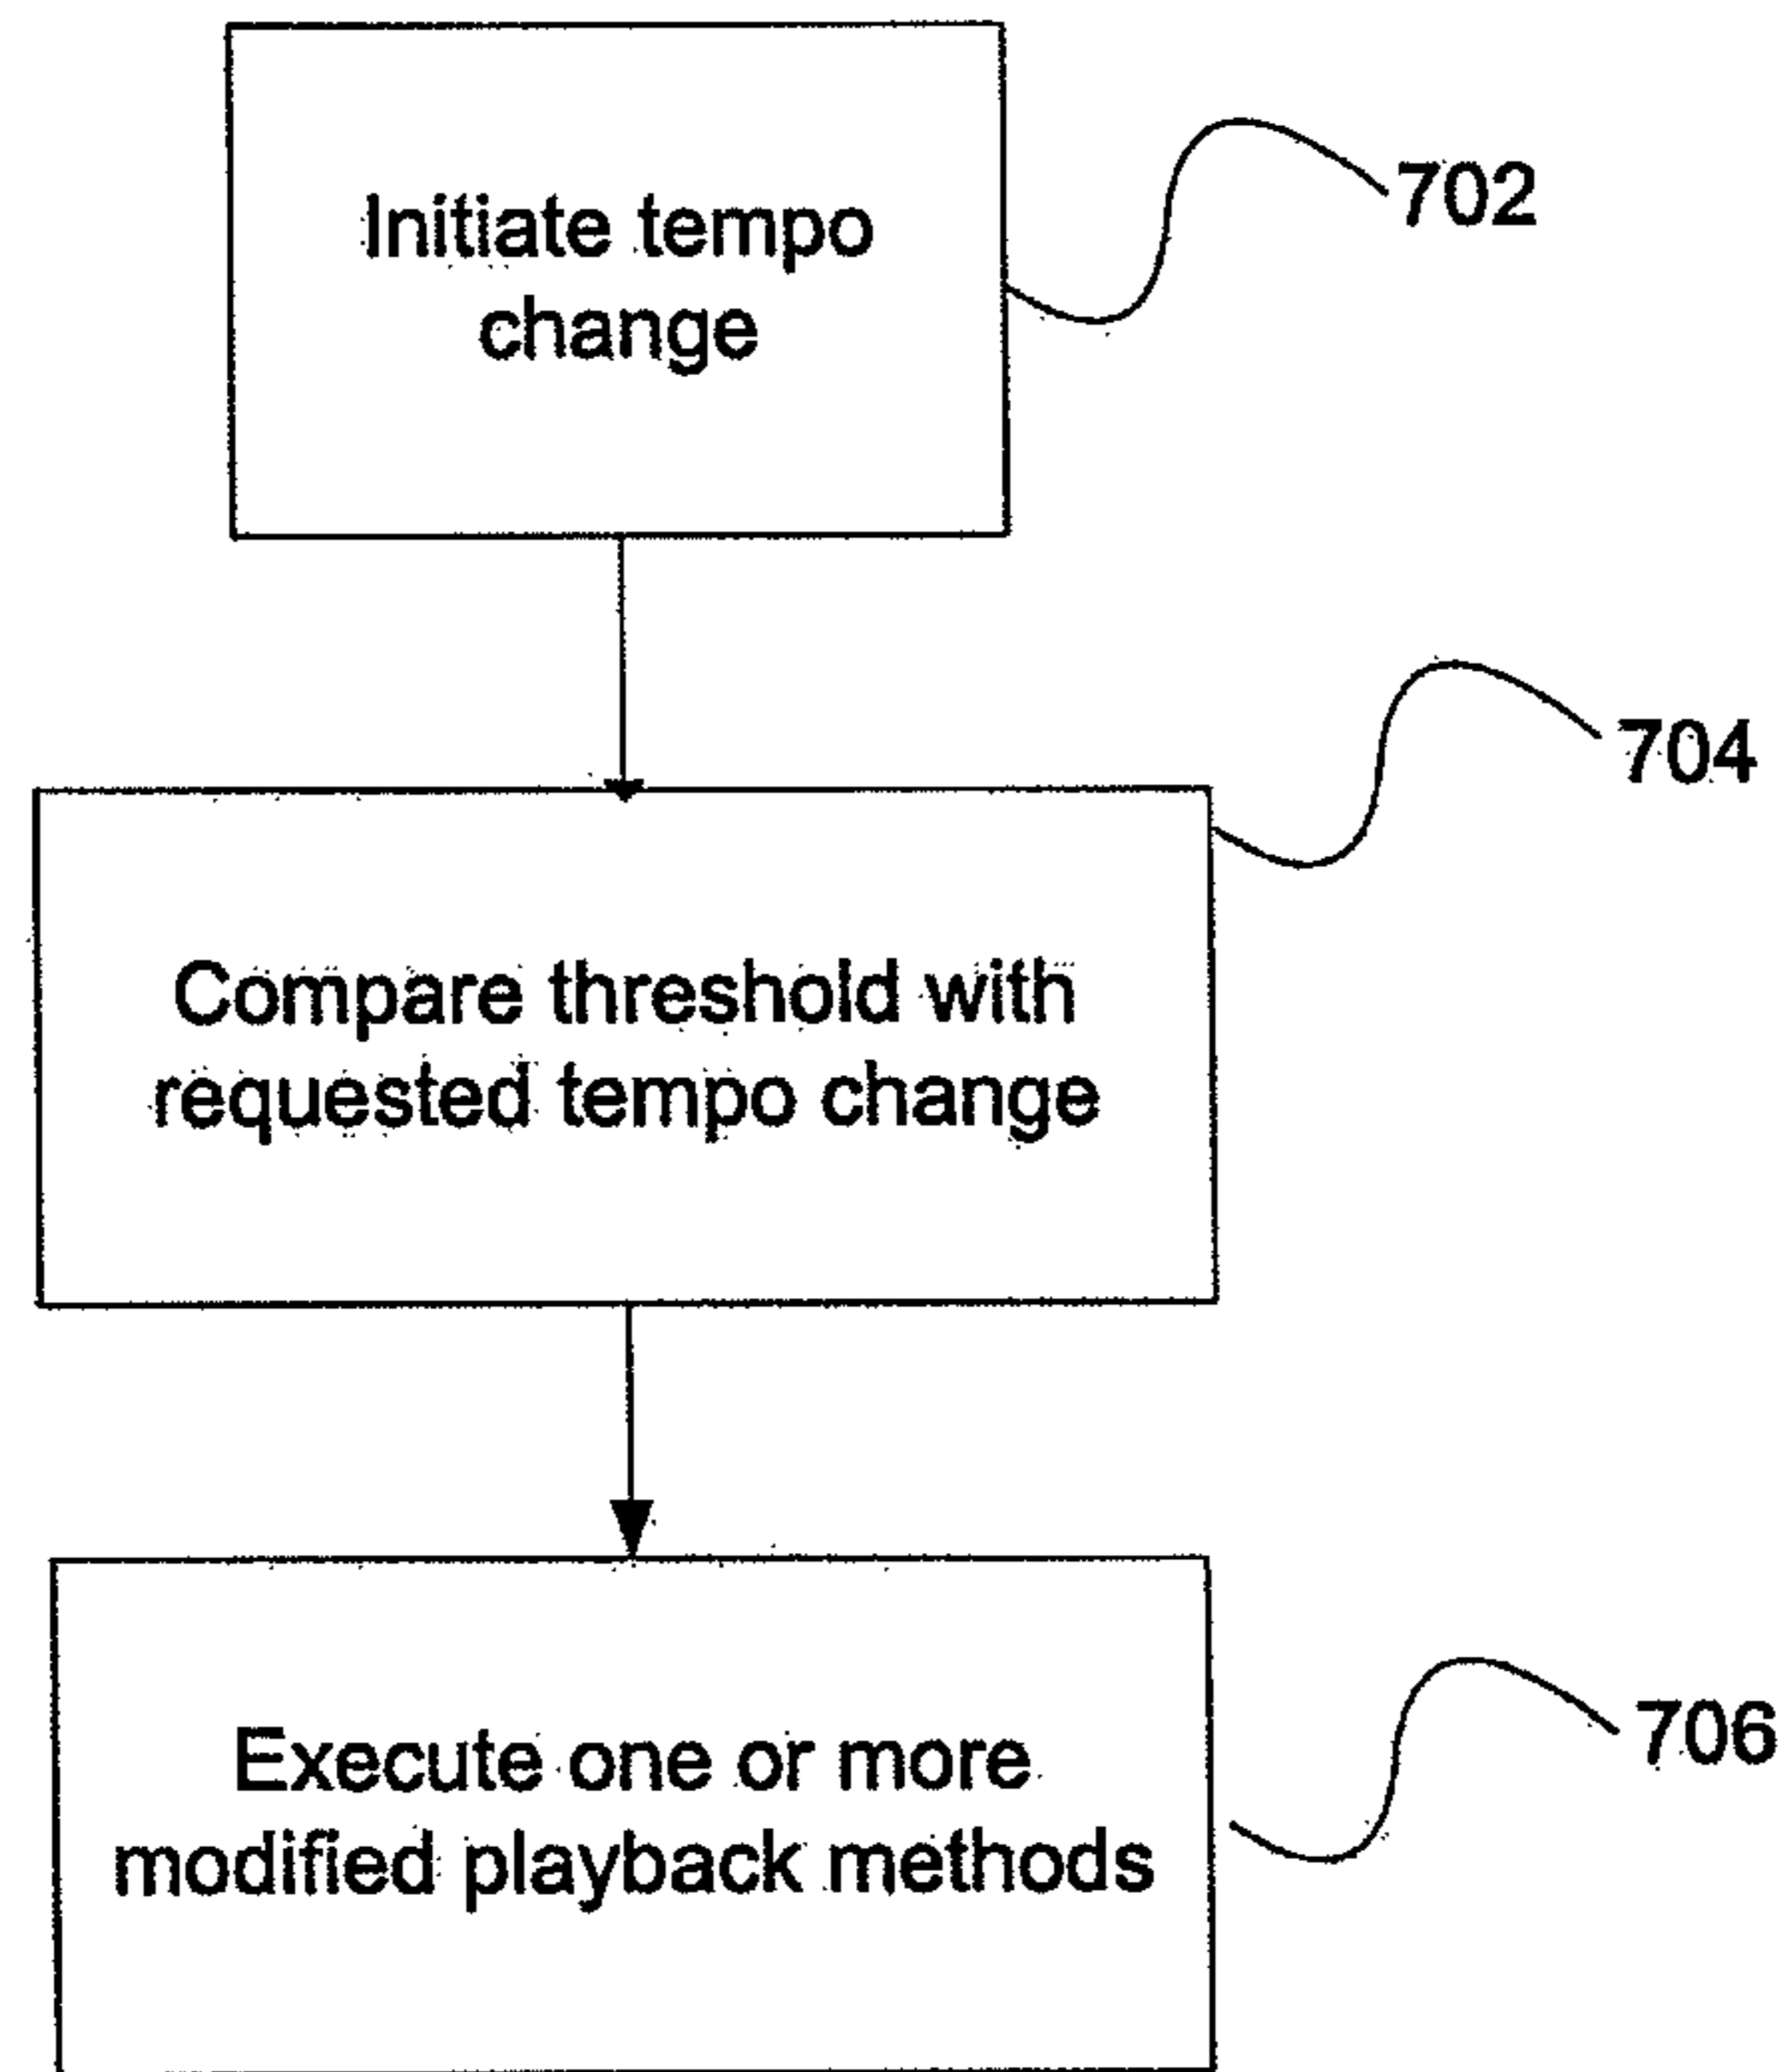 Initiate tempo
change
702
704
Compare threshold with
requested tempo change
Execute one or more
modified playback methods
706